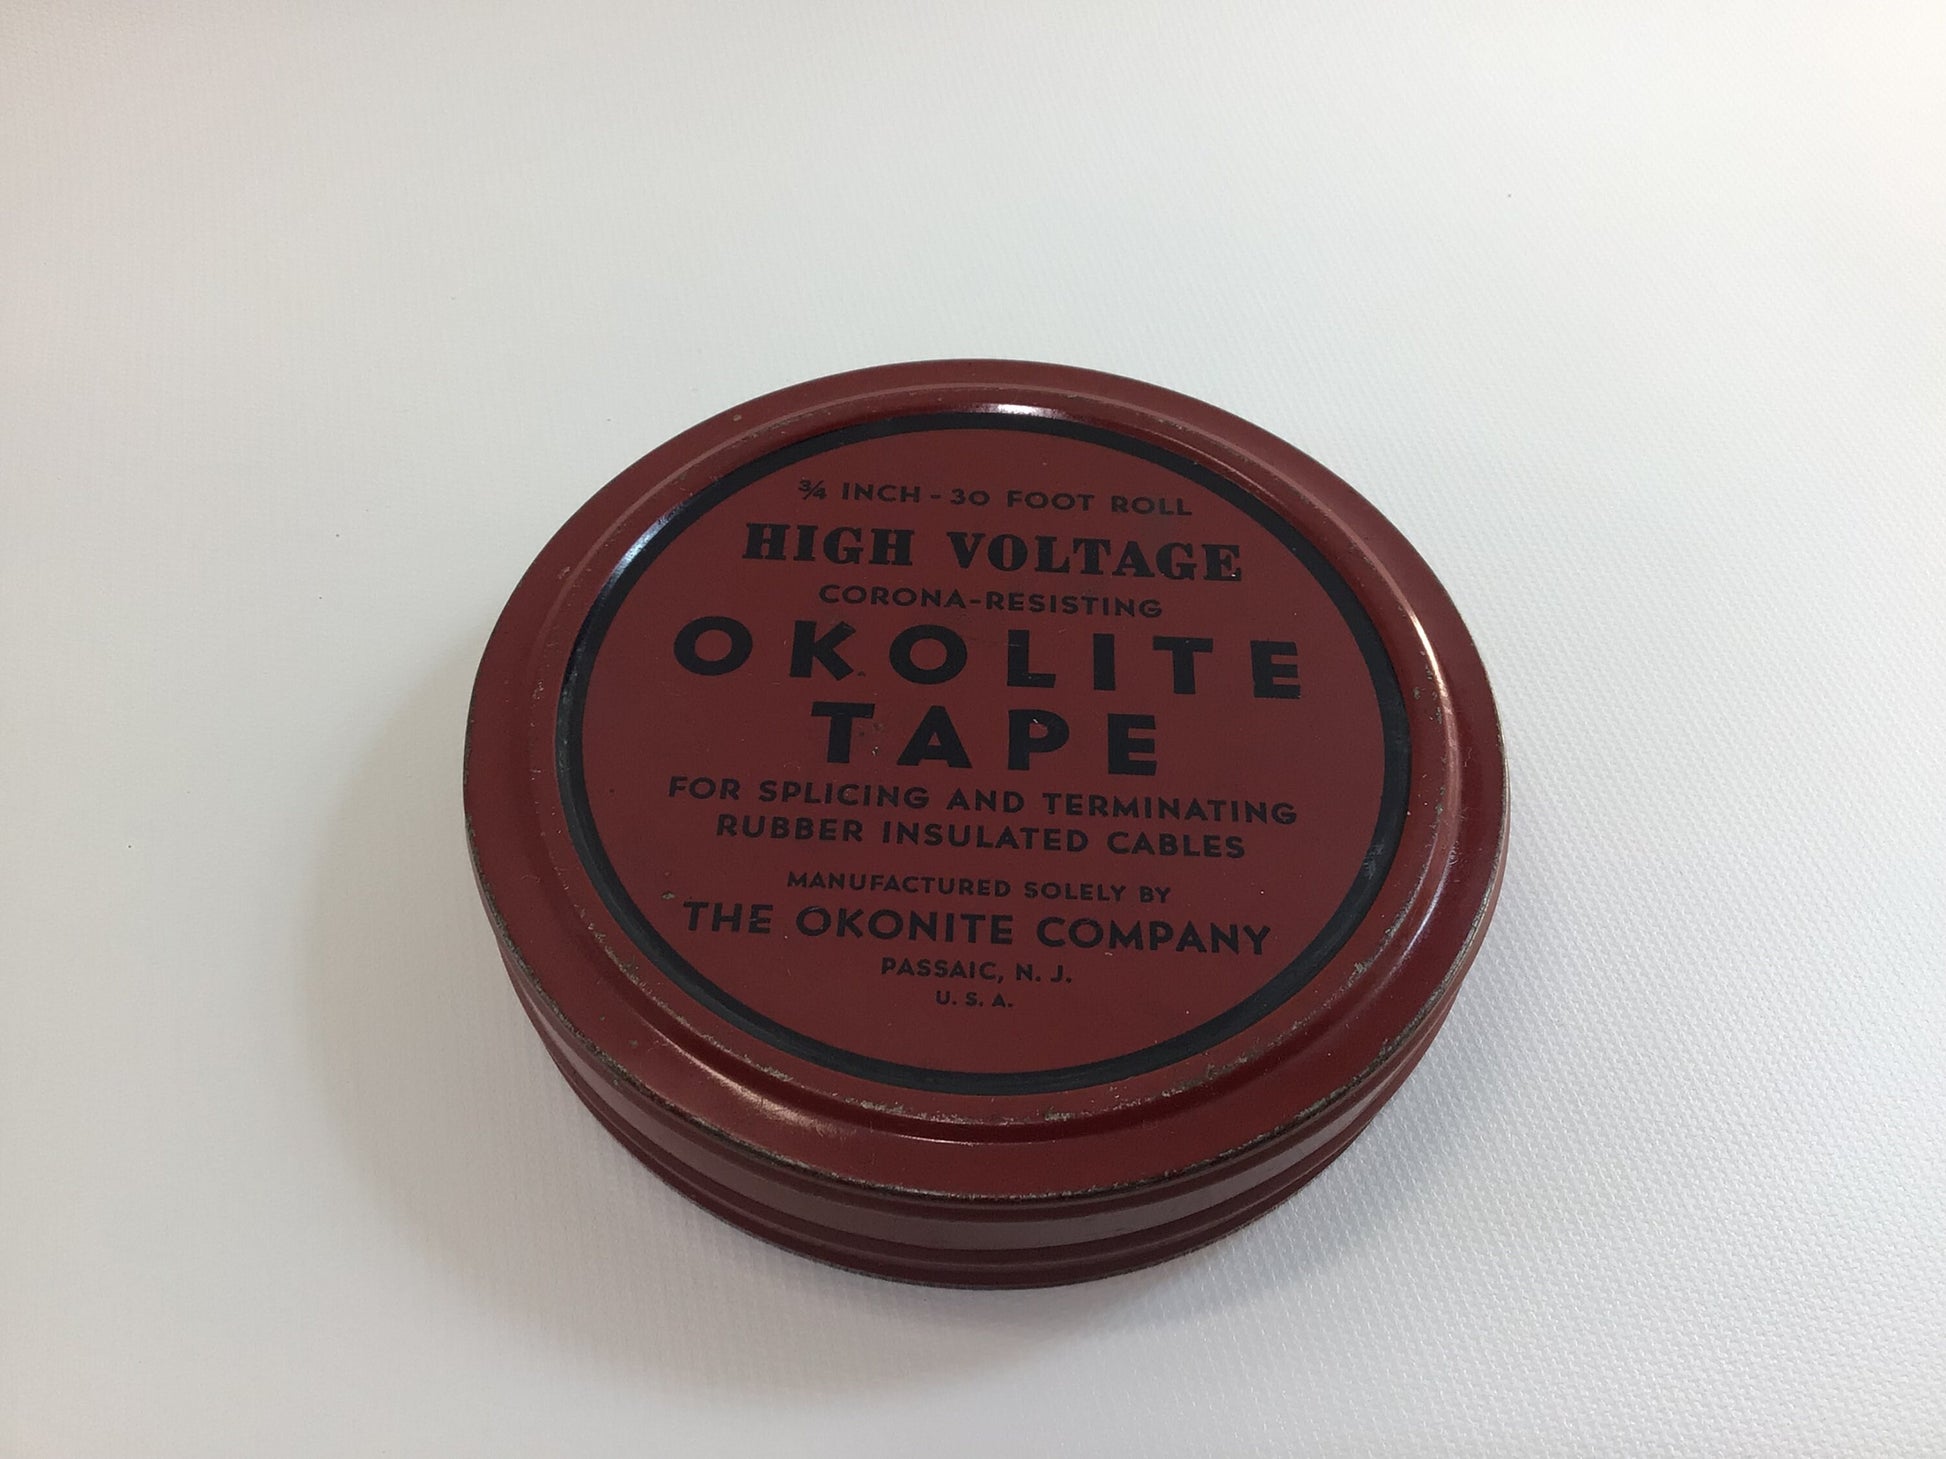 ¾ INCH - 30 FOOT ROLL
HIGH VOLTAGE
CORONA-RESISTING
OKOLITE
TAPE
FOR SPLICING AND TERMINATING
RUBBER INSULATED CABLES
MANUFACTURED SOLELY BY
THE OKONITE COMPANY
PASSAIC, N. J.
U. S. A.